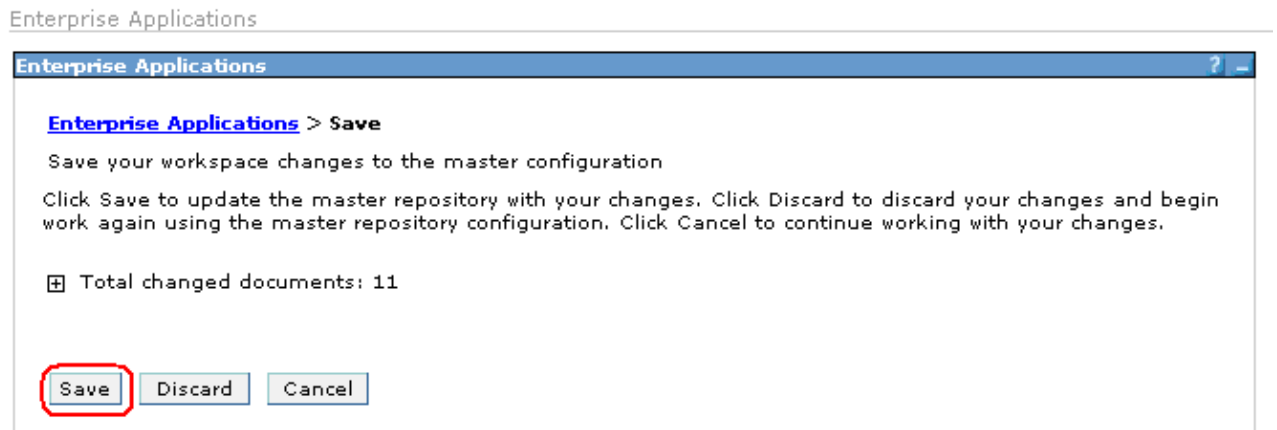 Enterprise Applications
Enterprise Applications ? _
Enterprise Applications > Save
Save your workspace changes to the master configuration
Click Save to update the master repository with your changes. Click Discard to discard your changes and begin
work again using the master repository configuration. Click Cancel to continue working with your changes.
+ Total changed documents: 11
Save Discard Cancel